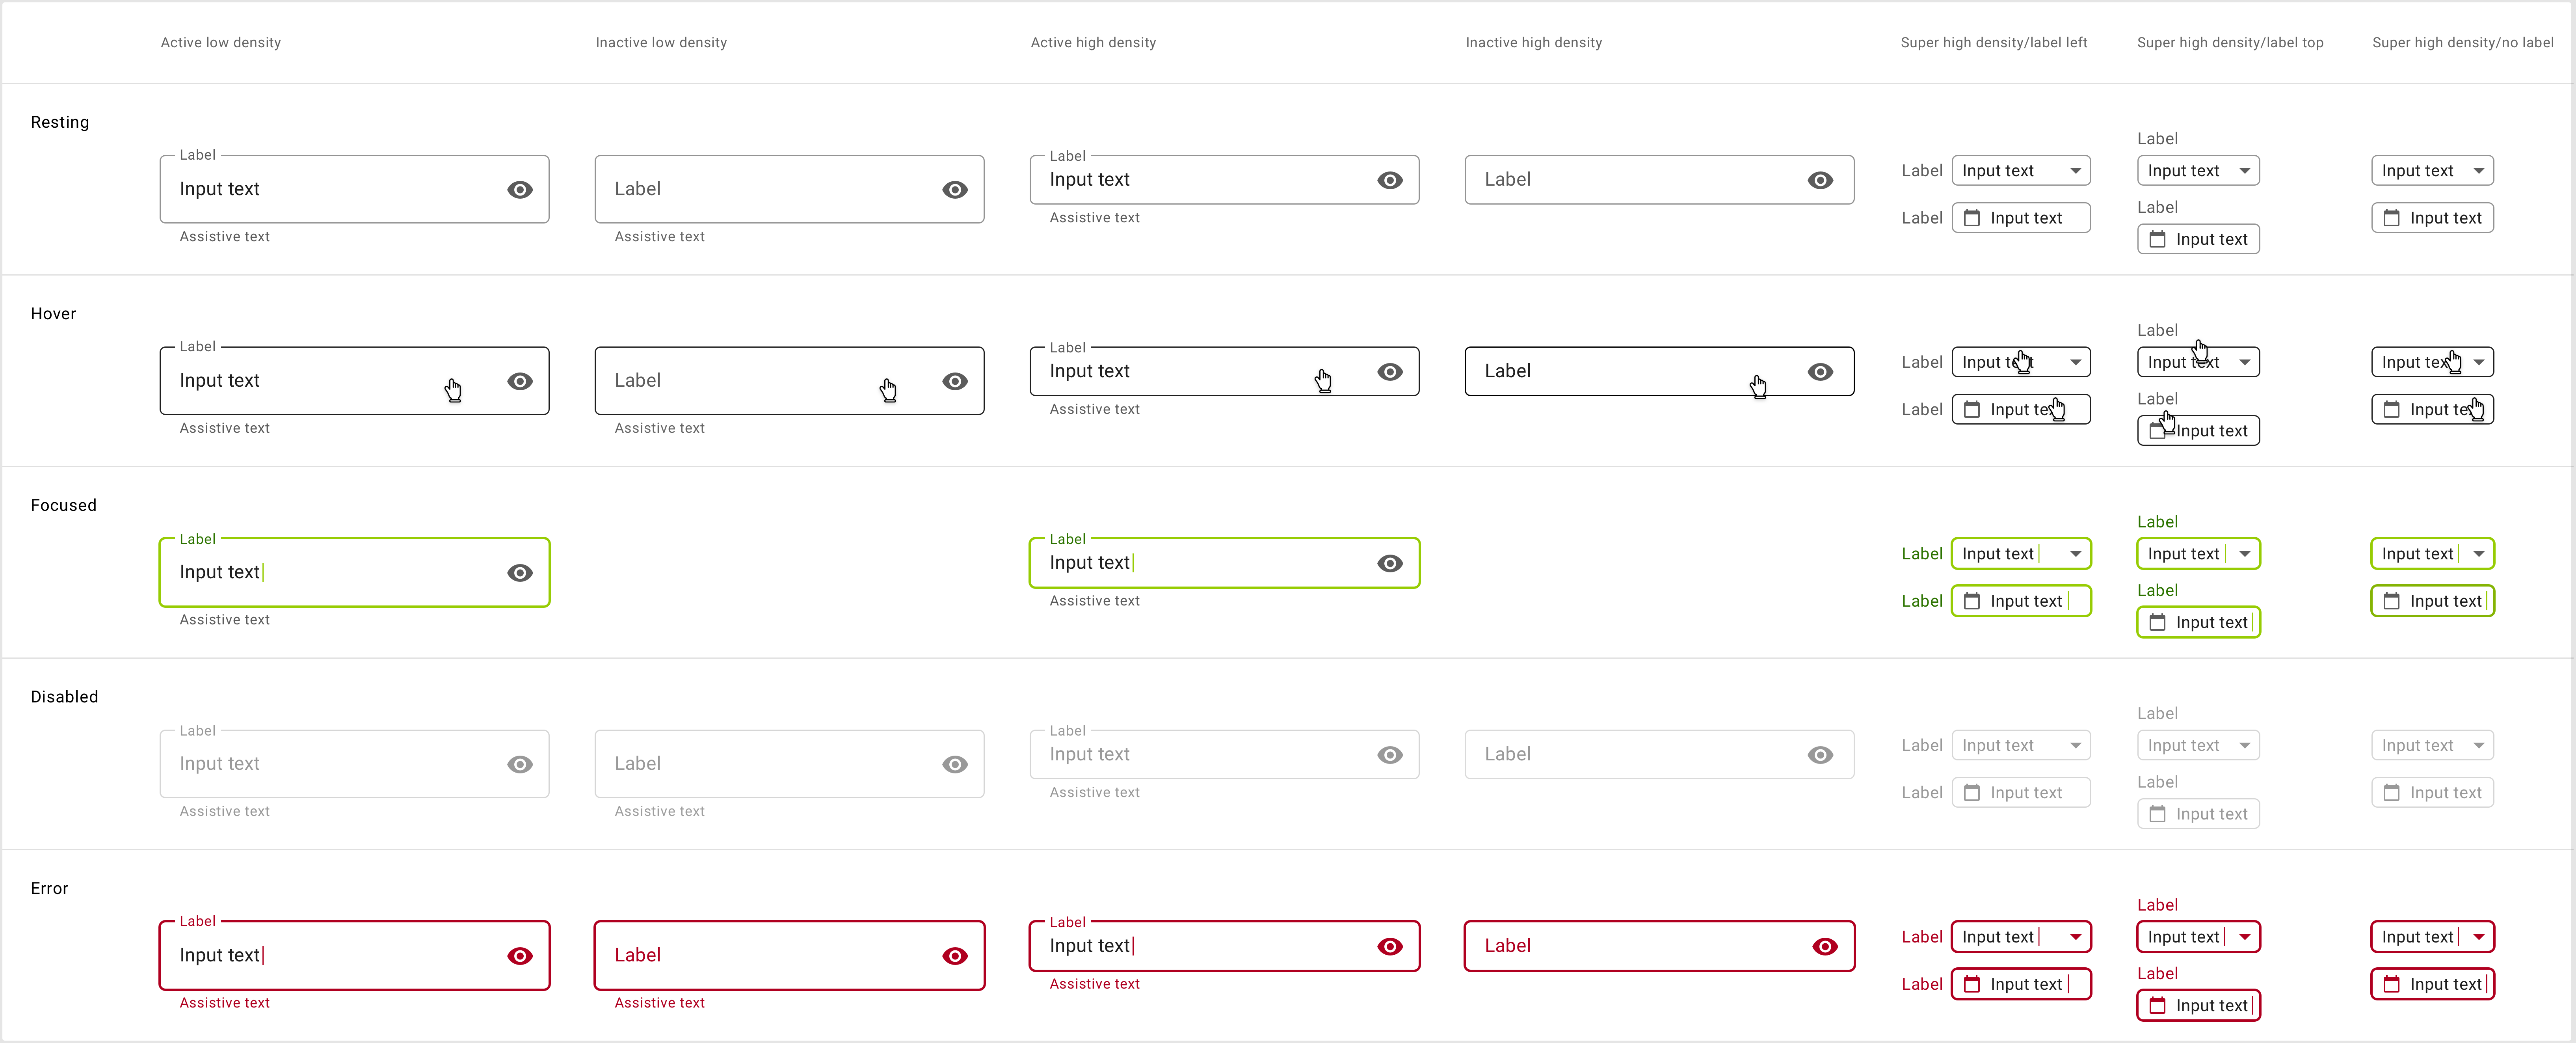 Active low density
Inactive low density
Active high density
Inactive high density
Super high density/label left
Super high density/label top
Super high density/no label
Resting
Label
Input text
Assistive text
Label
Assistive text
Label
Input text
Assistive text
Label
Label
Input text
Label
Input text
Label
Input text
Label
Input text
Input text
Input text
Hover
Label
Input text
Assistive text
Label
Assistive text
Label
Input text
Assistive text
Label
Label
Input text
Label
Input te
Label
Input text
Label
Input text
Input tex
Input te
Focused
Label
Input text
Assistive text
Label
Input text
Assistive text
Label
Input text
Label
Input text
Label
Input text
Label
Input text
Input text
Input text
Disabled
Label
Input text
Assistive text
Label
Assistive text
Label
Input text
Assistive text
Label
Label
Input text
Label
Input text
Label
Input text
Label
Input text
Input text
Input text
Error
Label
Input text
Assistive text
Label
Assistive text
Label
Input text
Assistive text
Label
Label
Input text
Label
Input text
Label
Input text
Label
Input text
Input text
Input text